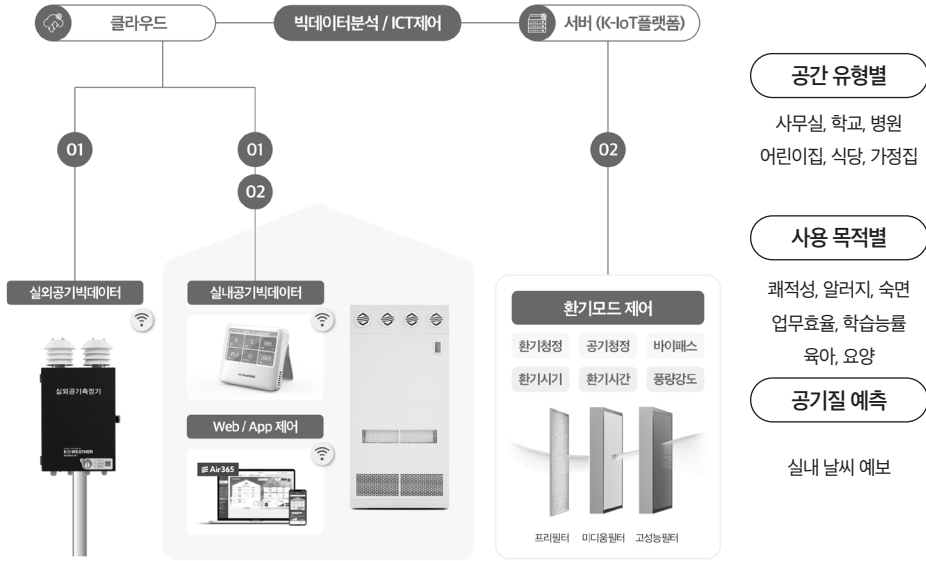 클라우드
빅데이터분석 / ICT제어
서버 (K-IoT플랫폼)
01
01
02
02
실외공기빅데이터
실외공기측정기
KWEATHER
실내공기빅데이터
Web / App 제어
Air365
환기모드 제어
환기청정 공기청정 바이패스
환기시기 환기시간 풍량강도
프리필터 미디움필터 고성능필터
공간 유형별
사무실, 학교, 병원
어린이집, 식당, 가정집
사용 목적별
쾌적성, 알러지, 숙면
업무효율, 학습능률
육아, 요양
공기질 예측
실내 날씨 예보